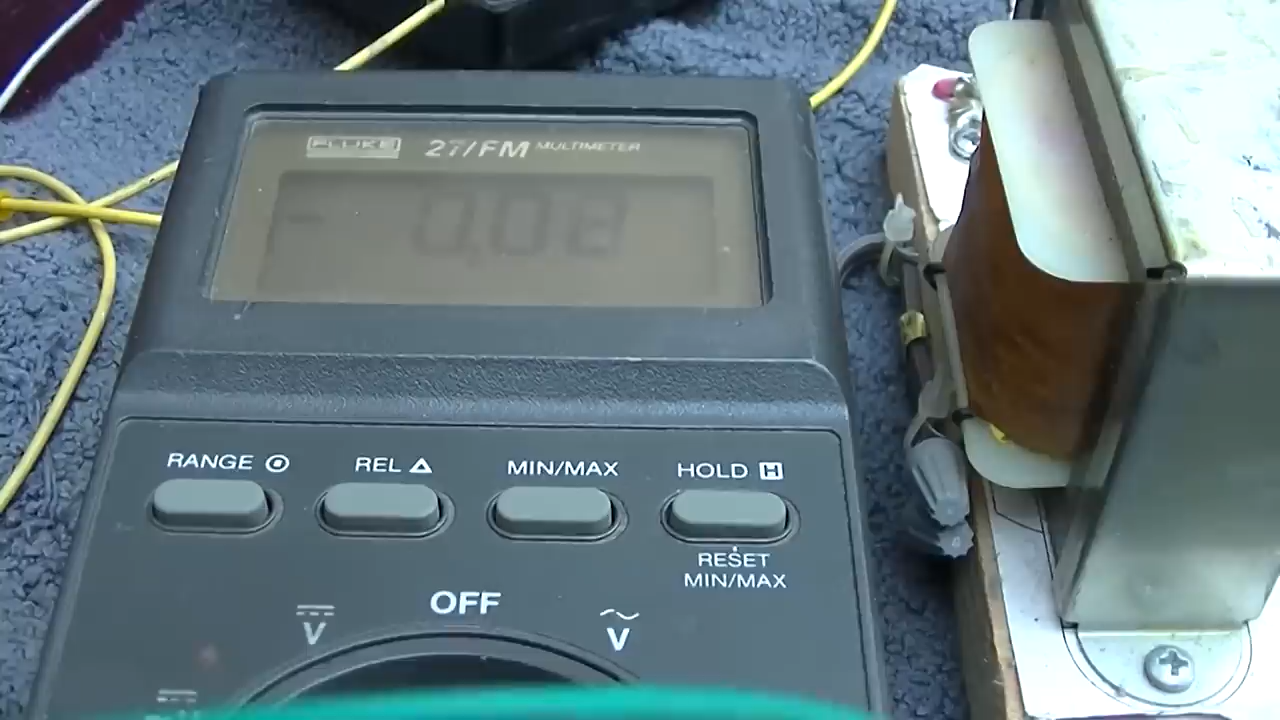 FLUKE 27/FM MULTIMETER
- 0.08
RANGE
REL △
MIN/MAX
HOLD H
RESET
MIN/MAX
OFF
V
V